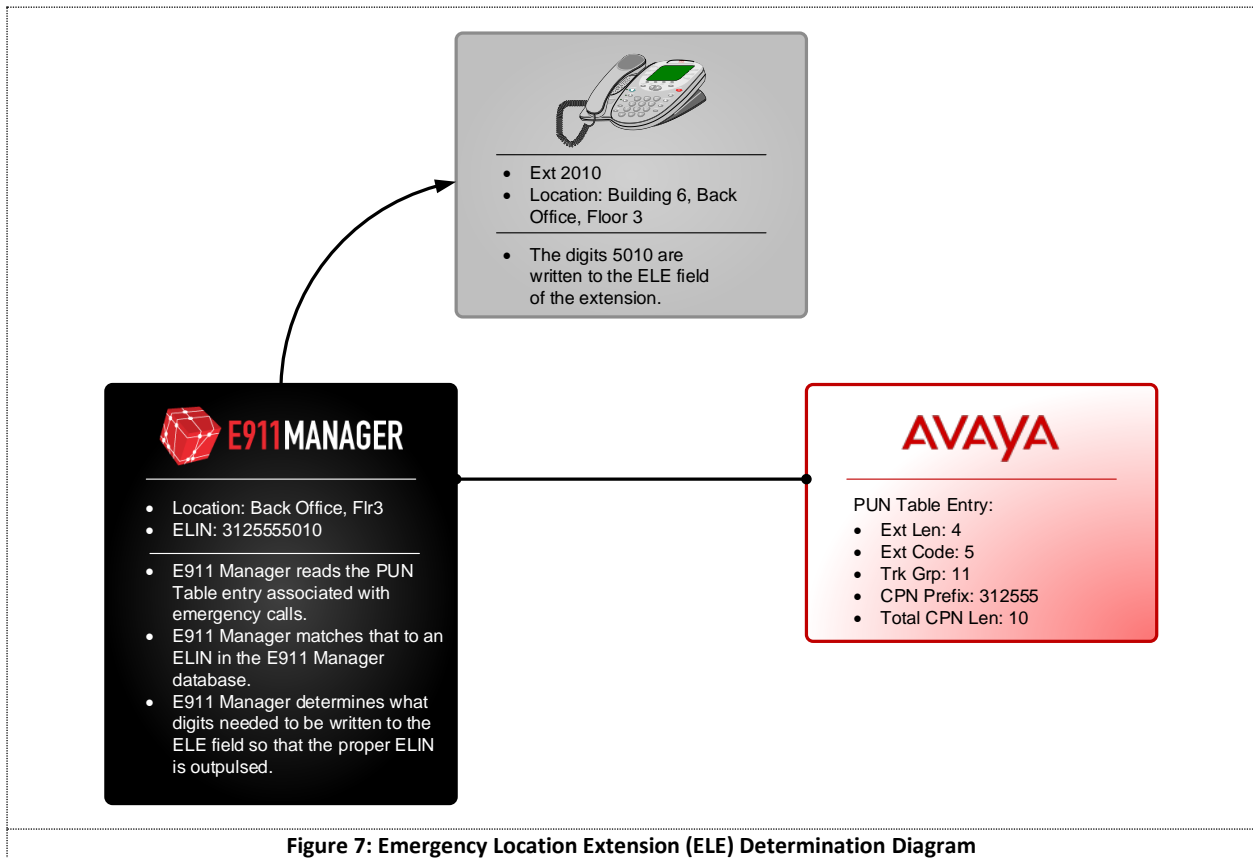 • Ext 2010
• Location: Building 6, Back
Office, Floor 3
• The digits 5010 are
written to the ELE field
of the extension.
E911 MANAGER
• Location: Back Office, Flr3
• ELIN: 3125555010
• E911 Manager reads the PUN
Table entry associated with
emergency calls.
• E911 Manager matches that to an
ELIN in the E911 Manager
database.
• E911 Manager determines what
digits needed to be written to the
ELE field so that the proper ELIN
is outpulsed.
AVAYA
PUN Table Entry:
• Ext Len: 4
• Ext Code: 5
• Trk Grp: 11
• CPN Prefix: 312555
• Total CPN Len: 10
Figure 7: Emergency Location Extension (ELE) Determination Diagram